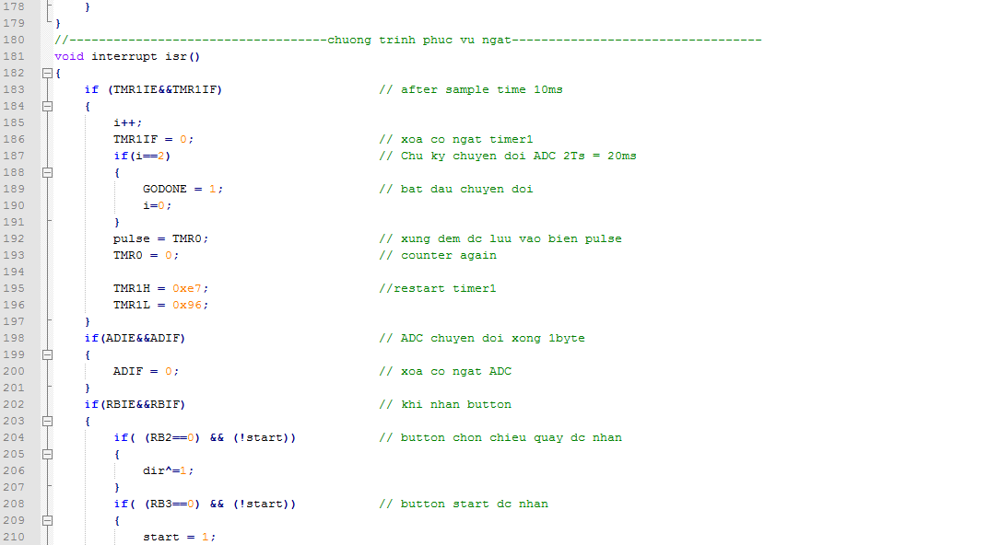 178 }
179 }
180 //-----------------------------------chuong trinh phuc vu ngat----------------------------------
181 void interrupt isr()
182 {
183 if (TMR1IE&&TMR1IF) // after sample time 10ms
184 {
185 i++;
186 TMR1IF = 0; // xoa co ngat timer1
187 if(i==2) // Chu ky chuyen doi ADC 2Ts = 20ms
188 {
189 GODONE = 1; // bat dau chuyen doi
190 i=0;
191 }
192 pulse = TMR0; // xung dem dc luu vao bien pulse
193 TMR0 = 0; // counter again
194
195 TMR1H = 0xe7; //restart timer1
196 TMR1L = 0x96;
197 }
198 if(ADIE&&ADIF) // ADC chuyen doi xong 1byte
199 {
200 ADIF = 0; // xoa co ngat ADC
201 }
202 if(RBIE&&RBIF) // khi nhan button
203 {
204 if( (RB2==0) && (!start)) // button chon chieu quay dc nhan
205 {
206 dir^=1;
207 }
208 if( (RB3==0) && (!start)) // button start dc nhan
209 {
210 start = 1;